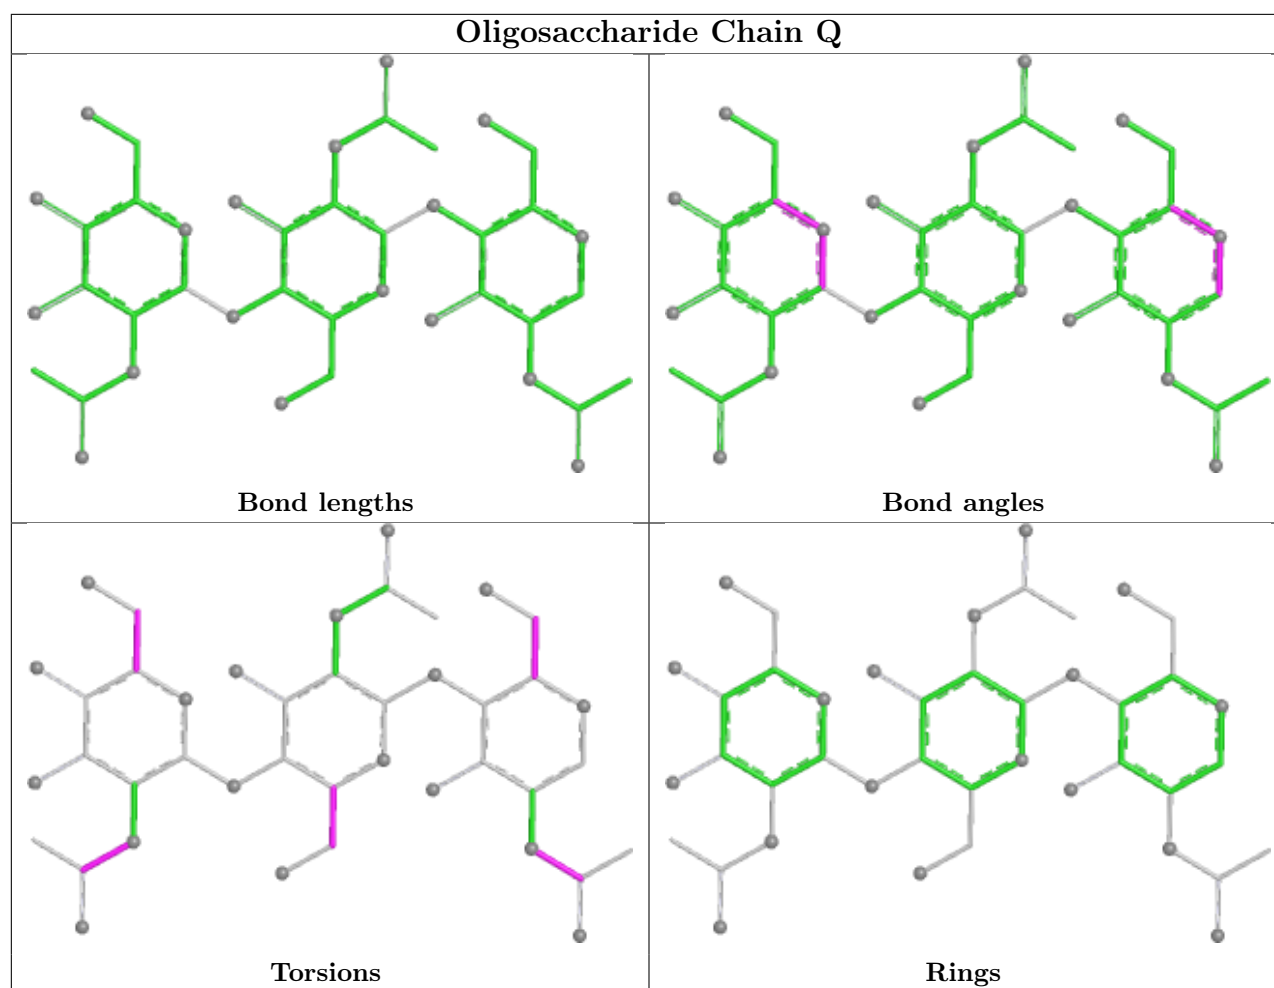 Oligosaccharide Chain Q
Bond lengths
Bond angles
Torsions
Rings